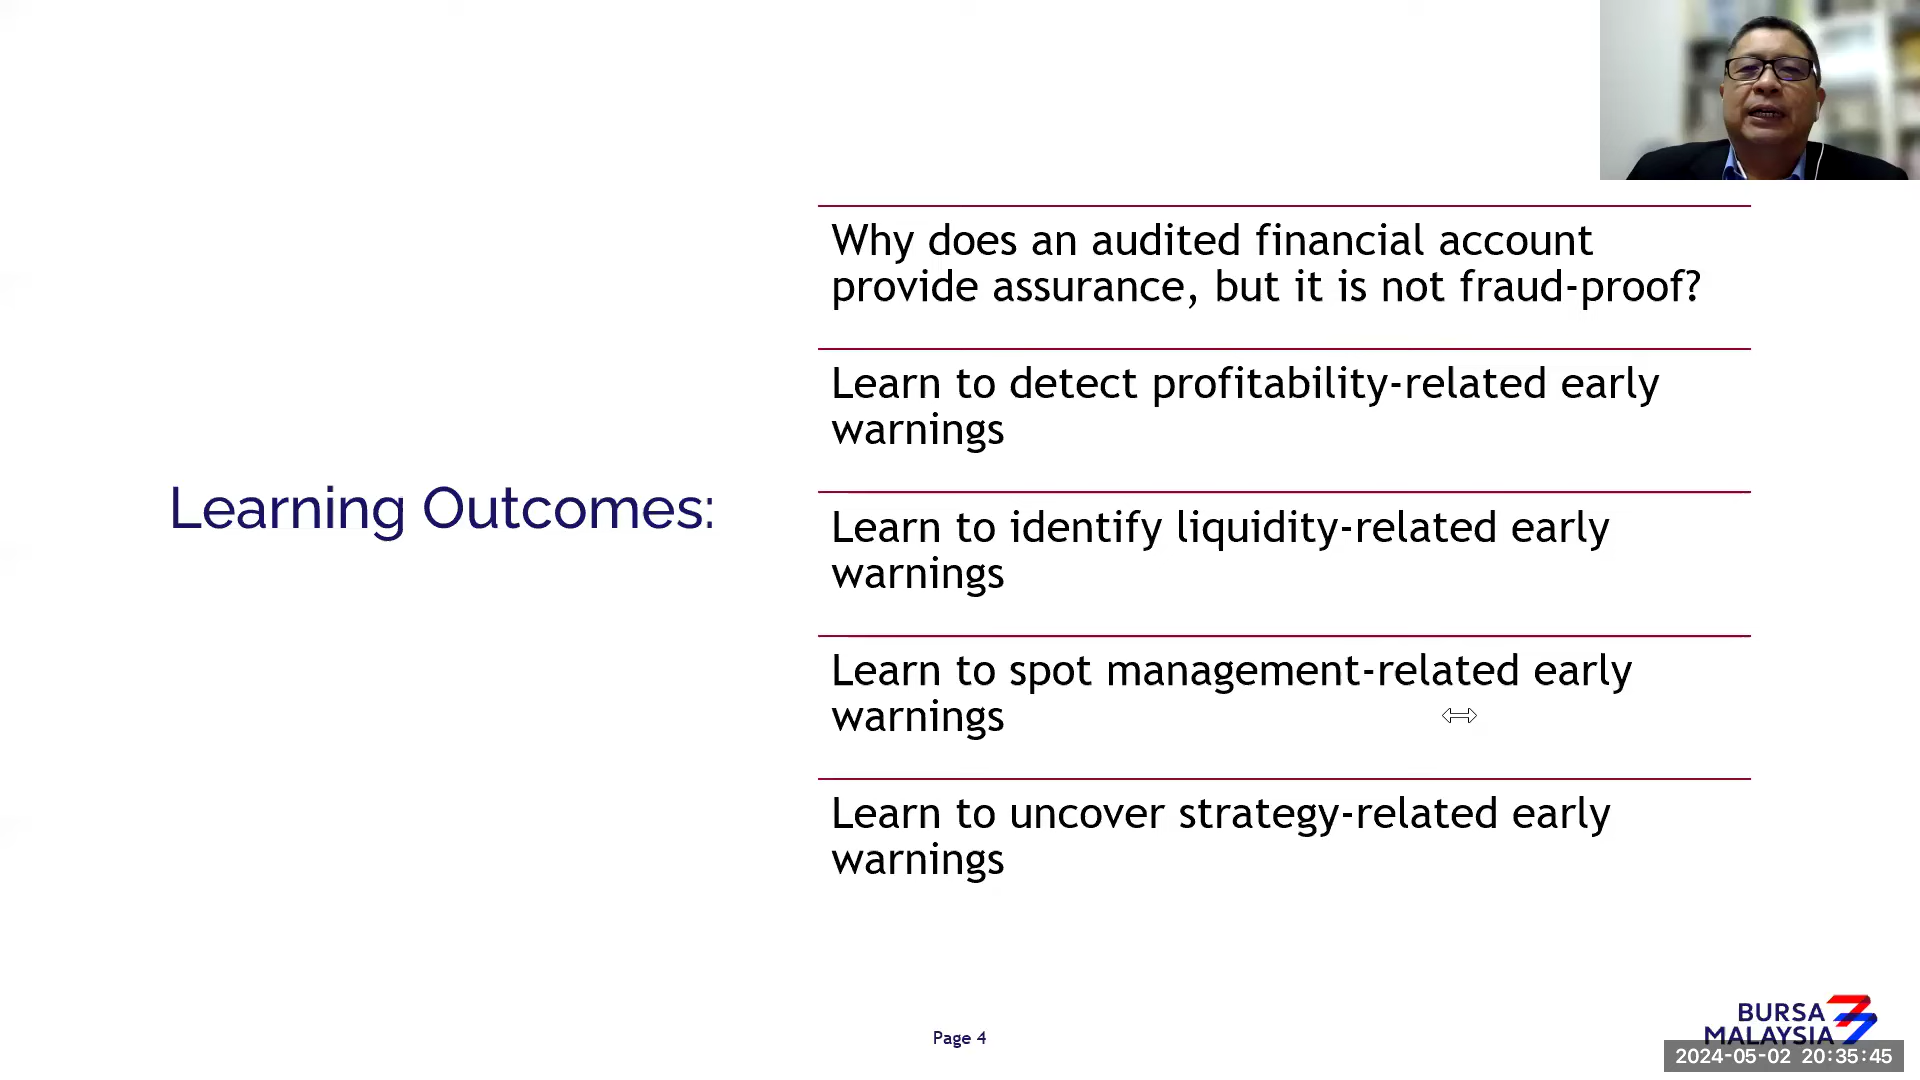 Why does an audited financial account
provide assurance, but it is not fraud-proof?
Learn to detect profitability-related early
warnings
Learning Outcomes:
Learn to identify liquidity-related early
warnings
Learn to spot management-related early
warnings
Learn to uncover strategy-related early
warnings
Page 4
BURSA
MALAYSIA
2024-05-02 20:35:45